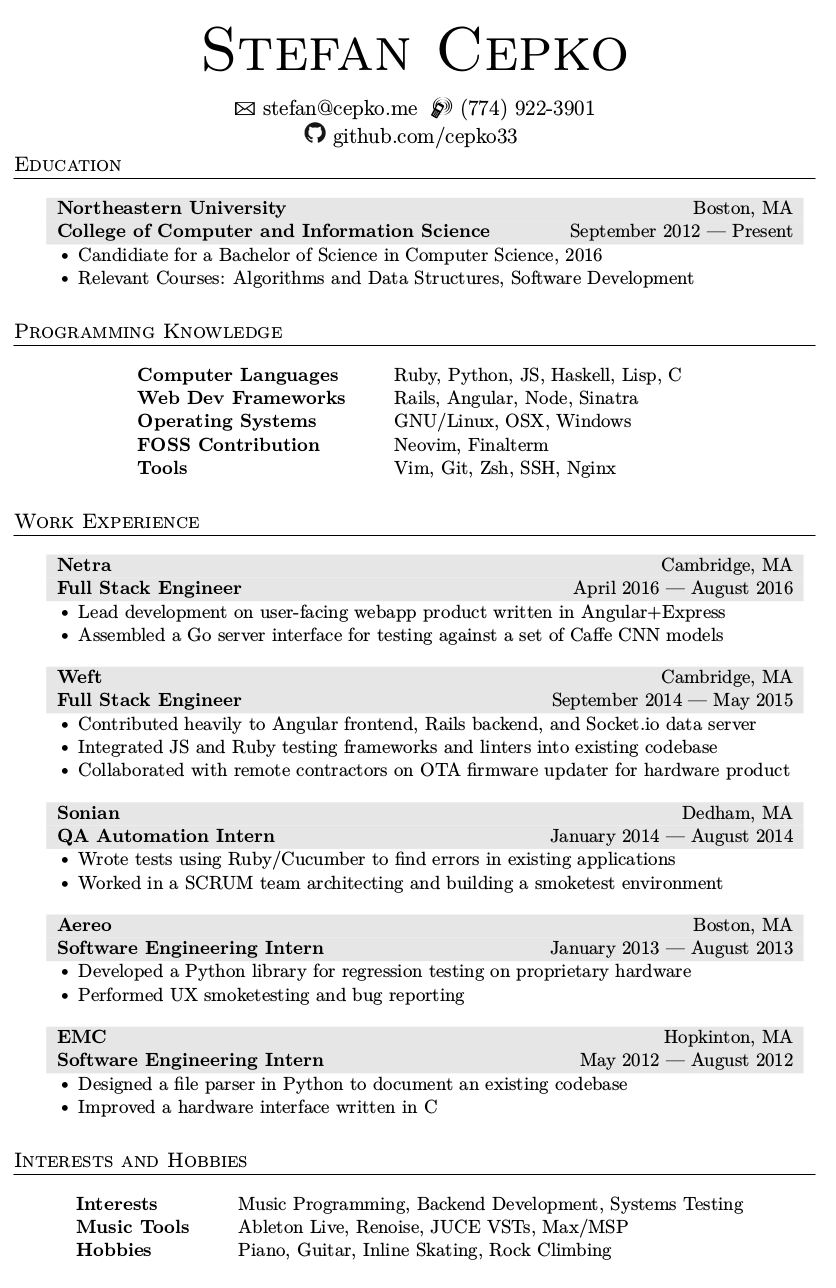 Stefan Cepko
stefan@cepko.me (774) 922-3901
github.com/cepko33
Education
Northeastern University Boston, MA
College of Computer and Information Science September 2012 — Present
• Candidiate for a Bachelor of Science in Computer Science, 2016
• Relevant Courses: Algorithms and Data Structures, Software Development
Programming Knowledge
Computer Languages Ruby, Python, JS, Haskell, Lisp, C
Web Dev Frameworks Rails, Angular, Node, Sinatra
Operating Systems GNU/Linux, OSX, Windows
FOSS Contribution Neovim, Finalterm
Tools Vim, Git, Zsh, SSH, Nginx
Work Experience
Netra Cambridge, MA
Full Stack Engineer April 2016 — August 2016
• Lead development on user-facing webapp product written in Angular+Express
• Assembled a Go server interface for testing against a set of Caffe CNN models
Weft Cambridge, MA
Full Stack Engineer September 2014 — May 2015
• Contributed heavily to Angular frontend, Rails backend, and Socket.io data server
• Integrated JS and Ruby testing frameworks and linters into existing codebase
• Collaborated with remote contractors on OTA firmware updater for hardware product
Sonian Dedham, MA
QA Automation Intern January 2014 — August 2014
• Wrote tests using Ruby/Cucumber to find errors in existing applications
• Worked in a SCRUM team architecting and building a smoketest environment
Aereo Boston, MA
Software Engineering Intern January 2013 — August 2013
• Developed a Python library for regression testing on proprietary hardware
• Performed UX smoketesting and bug reporting
EMC Hopkinton, MA
Software Engineering Intern May 2012 — August 2012
• Designed a file parser in Python to document an existing codebase
• Improved a hardware interface written in C
Interests and Hobbies
Interests Music Programming, Backend Development, Systems Testing
Music Tools Ableton Live, Renoise, JUCE VSTs, Max/MSP
Hobbies Piano, Guitar, Inline Skating, Rock Climbing